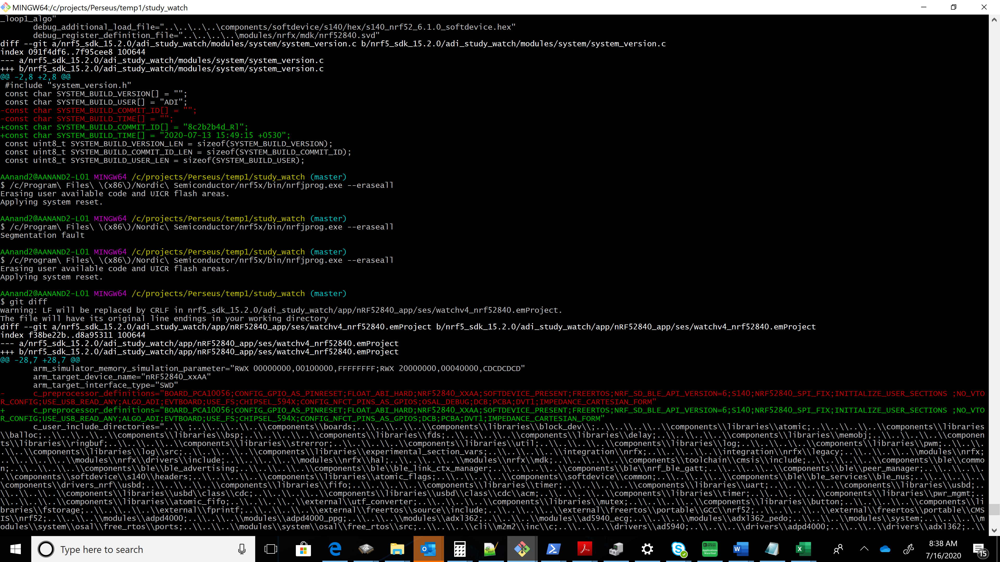 MINGW64:/c/projects/Perseus/temp1/study_watch
_loop1_algo"
debug_additional_load_file="..\..\..\..\components/softdevice/s140/hex/s140_nrf52_6.1.0_softdevice.hex"
debug_register_definition_file="..\..\..\..\modules/nrfx/mdk/nrf52840.svd"
diff --git a/nrf5_sdk_15.2.0/adi_study_watch/modules/system/system_version.c b/nrf5_sdk_15.2.0/adi_study_watch/modules/system/system_version.c
index 091f4df6..7f95cee8 100644
--- a/nrf5_sdk_15.2.0/adi_study_watch/modules/system/system_version.c
+++ b/nrf5_sdk_15.2.0/adi_study_watch/modules/system/system_version.c
@@ -2,8 +2,8 @@
#include "system_version.h"
const char SYSTEM_BUILD_VERSION[] = "";
const char SYSTEM_BUILD_USER[] = "ADI";
-const char SYSTEM_BUILD_COMMIT_ID[] = "";
-const char SYSTEM_BUILD_TIME[] = "";
+const char SYSTEM_BUILD_COMMIT_ID[] = "8c2b2b4d_Rl";
+const char SYSTEM_BUILD_TIME[] = "2020-07-13 15:49:15 +0530";
const uint8_t SYSTEM_BUILD_VERSION_LEN = sizeof(SYSTEM_BUILD_VERSION);
const uint8_t SYSTEM_BUILD_COMMIT_ID_LEN = sizeof(SYSTEM_BUILD_COMMIT_ID);
const uint8_t SYSTEM_BUILD_USER_LEN = sizeof(SYSTEM_BUILD_USER);
AAnand2@AANAND2-L01 MINGW64 /c/projects/Perseus/temp1/study_watch (master)
$ /c/Program\ Files\ \(x86\)/Nordic\ Semiconductor/nrf5x/bin/nrfjprog.exe --eraseall
Erasing user available code and UICR flash areas.
Applying system reset.
AAnand2@AANAND2-L01 MINGW64 /c/projects/Perseus/temp1/study_watch (master)
$ /c/Program\ Files\ \(x86\)/Nordic\ Semiconductor/nrf5x/bin/nrfjprog.exe --eraseall
Segmentation fault
AAnand2@AANAND2-L01 MINGW64 /c/projects/Perseus/temp1/study_watch (master)
$ /c/Program\ Files\ \(x86\)/Nordic\ Semiconductor/nrf5x/bin/nrfjprog.exe --eraseall
Erasing user available code and UICR flash areas.
Applying system reset.
AAnand2@AANAND2-L01 MINGW64 /c/projects/Perseus/temp1/study_watch (master)
$ git diff
warning: LF will be replaced by CRLF in nrf5_sdk_15.2.0/adi_study_watch/app/nRF52840_app/ses/watchv4_nrf52840.emProject.
The file will have its original line endings in your working directory
diff --git a/nrf5_sdk_15.2.0/adi_study_watch/app/nRF52840_app/ses/watchv4_nrf52840.emProject b/nrf5_sdk_15.2.0/adi_study_watch/app/nRF52840_app/ses/watchv4_nrf52840.emProject
index f38be22b..d8a95311 100644
--- a/nrf5_sdk_15.2.0/adi_study_watch/app/nRF52840_app/ses/watchv4_nrf52840.emProject
+++ b/nrf5_sdk_15.2.0/adi_study_watch/app/nRF52840_app/ses/watchv4_nrf52840.emProject
@@ -28,7 +28,7 @@
arm_simulator_memory_simulation_parameter="RWX 00000000,00100000,FFFFFFFF;RWX 20000000,00040000,CDCDCDCD"
arm_target_device_name="nRF52840_xxAA"
arm_target_interface_type="SWD"
- c_preprocessor_definitions="BOARD_PCA10056;CONFIG_GPIO_AS_PINRESET;FLOAT_ABI_HARD;NRF52840_XXAA;SOFTDEVICE_PRESENT;FREERTOS;NRF_SD_BLE_API_VERSION=6;S140;NRF52840_SPI_FIX;INITIALIZE_USER_SECTIONS ;NO_VTO
R_CONFIG;USE_USB_READ_ANY;ALGO_ADI;EVTBOARD;USE_FS;CHIPSEL_594X;CONFIG_NFCT_PINS_AS_GPIOS;OSAL_DEBUG;DCB;PCBA;DVT1;IMPEDANCE_CARTESIAN_FORM"
+ c_preprocessor_definitions="BOARD_PCA10056;CONFIG_GPIO_AS_PINRESET;FLOAT_ABI_HARD;NRF52840_XXAA;SOFTDEVICE_PRESENT;FREERTOS;NRF_SD_BLE_API_VERSION=6;S140;NRF52840_SPI_FIX;INITIALIZE_USER_SECTIONS ;NO_VTO
R_CONFIG;USE_USB_READ_ANY;ALGO_ADI;EVTBOARD;USE_FS;CHIPSEL_594X;CONFIG_NFCT_PINS_AS_GPIOS;DCB;PCBA;DVT1;IMPEDANCE_CARTESIAN_FORM"
c_user_include_directories="..\\ ;..\\..\\..\\..\\components\\boards;..\\..\\..\\..\\components\\libraries\\block_dev\\;..\\..\\..\\..\\components\\libraries\\atomic;..\\..\\..\\..\\components\\libraries
\\balloc;..\\..\\..\\..\\components\\libraries\\bsp;..\\..\\..\\..\\components\\libraries\\fds;..\\..\\..\\..\\components\\libraries\\delay;..\\..\\..\\..\\components\\libraries\\memobj;..\\..\\..\\..\\componen
ts\\libraries\\ringbuf;..\\..\\..\\..\\components\\libraries\\strerror;..\\..\\..\\..\\components\\libraries\\util;..\\..\\..\\..\\components\\libraries\\log;..\\..\\..\\..\\components\\libraries\\pwm;..\\..\\.
.\\..\\components\\libraries\\log\\src;..\\..\\..\\..\\components\\libraries\\experimental_section_vars;..\\..\\..\\..\\integration\\nrfx;..\\..\\..\\..\\integration\\nrfx\\legacy;..\\..\\..\\..\\modules\\nrfx;
..\\..\\..\\..\\modules\\nrfx\\drivers\\include;..\\..\\..\\..\\modules\\nrfx\\hal;..\\..\\..\\..\\modules\\nrfx\\mdk;..\\..\\..\\..\\components\\toolchain\\cmsis\\include;..\\..\\..\\..\\components\\ble\\commo
n;..\\..\\..\\..\\components\\ble\\ble_advertising;..\\..\\..\\..\\components\\ble\\ble_link_ctx_manager;..\\..\\..\\..\\components\\ble\\nrf_ble_gatt;..\\..\\..\\..\\components\\ble\\peer_manager;..\\..\\..\\.
.\\components\\softdevice\\s140\\headers;..\\..\\..\\..\\components\\libraries\\atomic_flags;..\\..\\..\\..\\components\\softdevice\\common;..\\..\\..\\..\\components\\ble\\ble_services\\ble_nus;..\\..\\..\\..\
\components\\drivers_nrf\\usbd;..\\..\\..\\..\\components\\libraries\\fifo;..\\..\\..\\..\\components\\libraries\\timer;..\\..\\..\\..\\components\\libraries\\uart;..\\..\\..\\..\\components\\libraries\\usbd;..
\\..\\..\\..\\components\\libraries\\usbd\\class\\cdc;..\\..\\..\\..\\components\\libraries\\usbd\\class\\cdc\\acm;..\\..\\..\\..\\components\\libraries\\timer;..\\..\\..\\..\\components\\libraries\\pwr_mgmt;..
\\..\\..\\..\\components\\libraries\\atomic_fifo;..\\..\\..\\..\\external\\utf_converter;..\\..\\..\\..\\components\\libraries\\mutex;..\\..\\..\\..\\components\\libraries\\button;..\\..\\..\\..\\components\\li
braries\\fstorage;..\\..\\..\\..\\external\\fprintf;..\\..\\..\\..\\external\\freertos\\source\\include;..\\..\\..\\..\\external\\freertos\\portable\\GCC\\nrf52;..\\..\\..\\..\\external\\freertos\\portable\\CMS
IS\\nrf52;..\\..\\..\\modules\\adpd4000;..\\..\\..\\modules\\adpd4000_ppg;..\\..\\..\\modules\\adxl362;..\\..\\..\\modules\\ad5940_ecg;..\\..\\..\\modules\\adxl362_pedo;..\\..\\..\\modules\\system;..\\..\\..\\m
odules\\system\\osal\\free_rtos\\ports;..\\..\\..\\modules\\system\\osal\\free_rtos\\src;..\\..\\..\\cli\\m2m2\\inc\\c;..\\..\\..\\drivers\\ad5940;..\\..\\..\\drivers\\adpd4000;..\\..\\..\\drivers\\adxl362;..\\
Type here to search
8:38 AM
7/16/2020
15